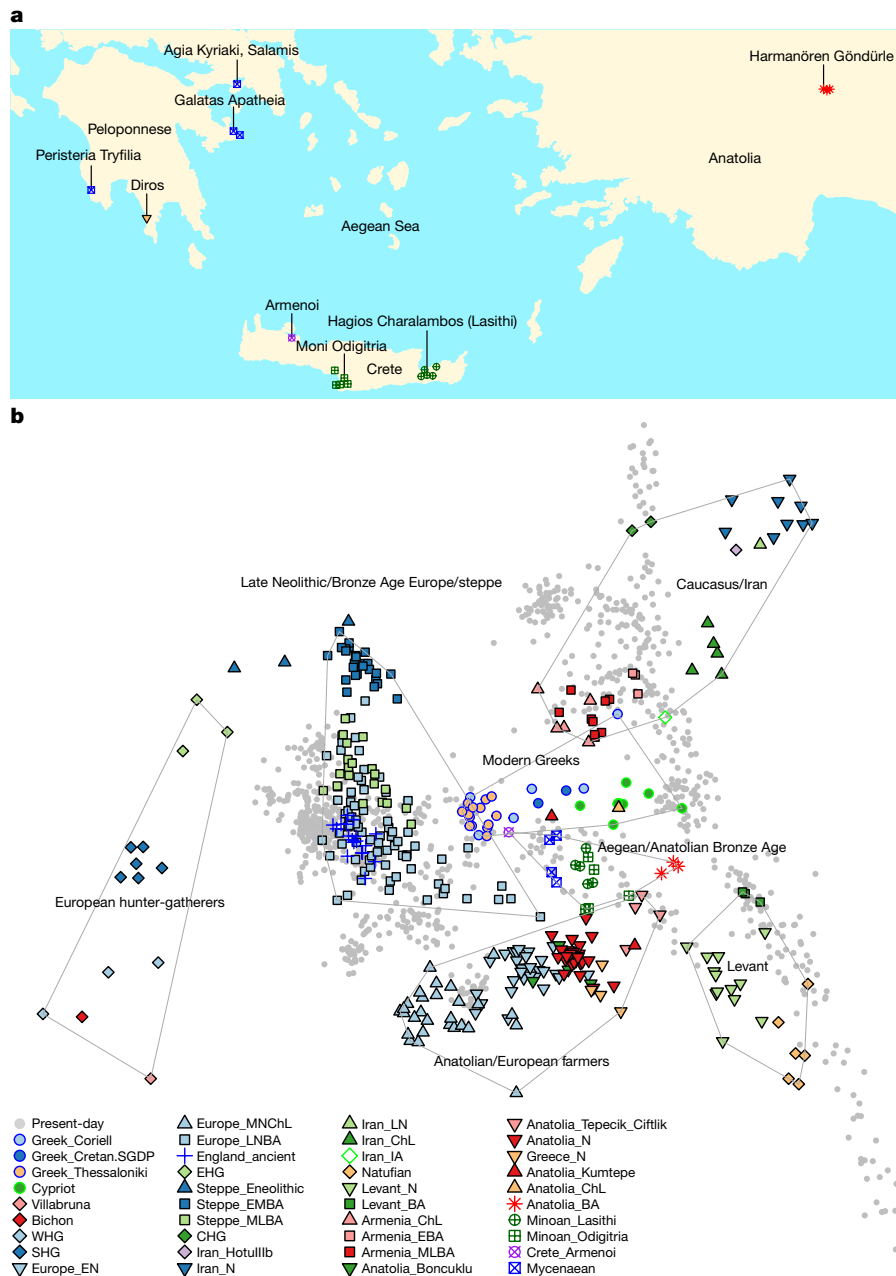 a
Agia Kyriaki, Salamis
Harmanören Göndürle
Galatas Apatheia
Peloponnese
Peristeria Tryfilia
Anatolia
Diros
Aegean Sea
Armenoi
Hagios Charalambos (Lasithi)
Moni Odigitria
Crete
b
Late Neolithic/Bronze Age Europe/steppe
Caucasus/Iran
Modern Greeks
Aegean/Anatolian Bronze Age
European hunter-gatherers
Levant
Anatolian/European farmers
Present-day
Greek_Coriell
Greek_Cretan.SGDP
Greek_Thessaloniki
Cypriot
Villabruna
Bichon
WHG
SHG
Europe_EN
Europe_MNChL
Europe_LNBA
England_ancient
EHG
Steppe_Eneolithic
Steppe_EMBA
Steppe_MLBA
CHG
Iran_HotuIIIb
Iran_N
Iran_LN
Iran_ChL
Iran_IA
Natufian
Levant_N
Levant_BA
Armenia_ChL
Armenia_EBA
Armenia_MLBA
Anatolia_Boncuklu
Anatolia_Tepecik_Ciftlik
Anatolia_N
Greece_N
Anatolia_Kumtepe
Anatolia_ChL
Anatolia_BA
Minoan_Lasithi
Minoan_Odigitria
Crete_Armenoi
Mycenaean